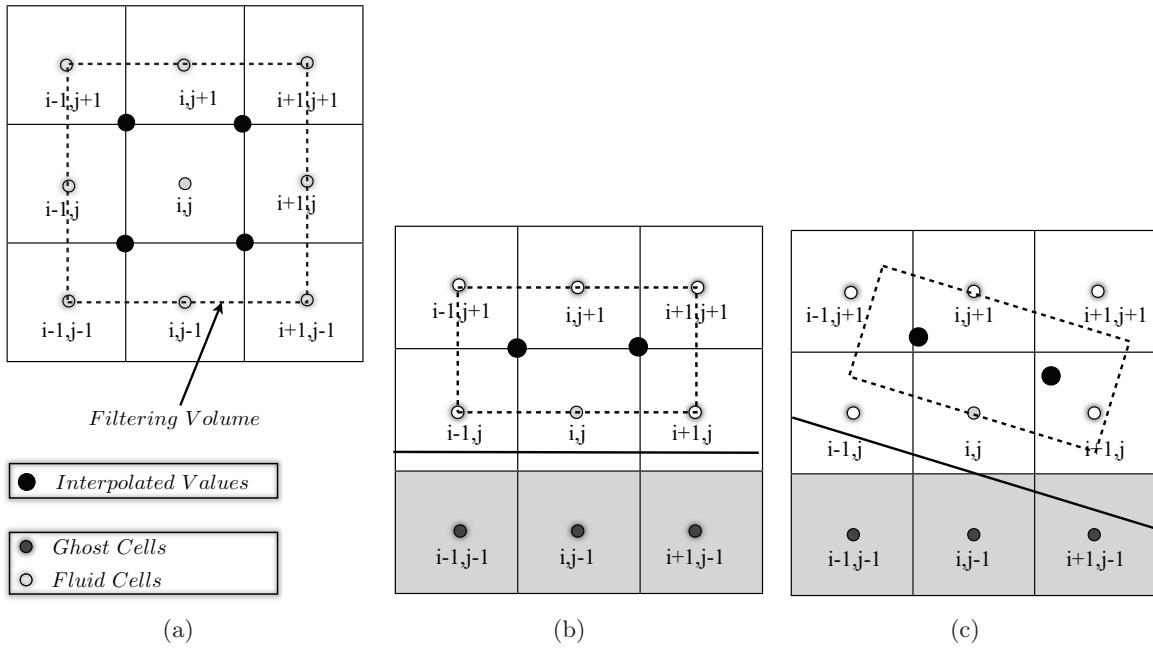 i-1,j+1 i,j+1 i+1,j+1
i-1,j i,j i+1,j
i-1,j-1 i,j-1 i+1,j-1
Filtering Volume
Interpolated Values
Ghost Cells
Fluid Cells
(a)
i-1,j+1 i,j+1 i+1,j+1
i-1,j i,j i+1,j
i-1,j-1 i,j-1 i+1,j-1
(b)
i-1,j+1 i,j+1 i+1,j+1
i-1,j i,j i+1,j
i-1,j-1 i,j-1 i+1,j-1
(c)